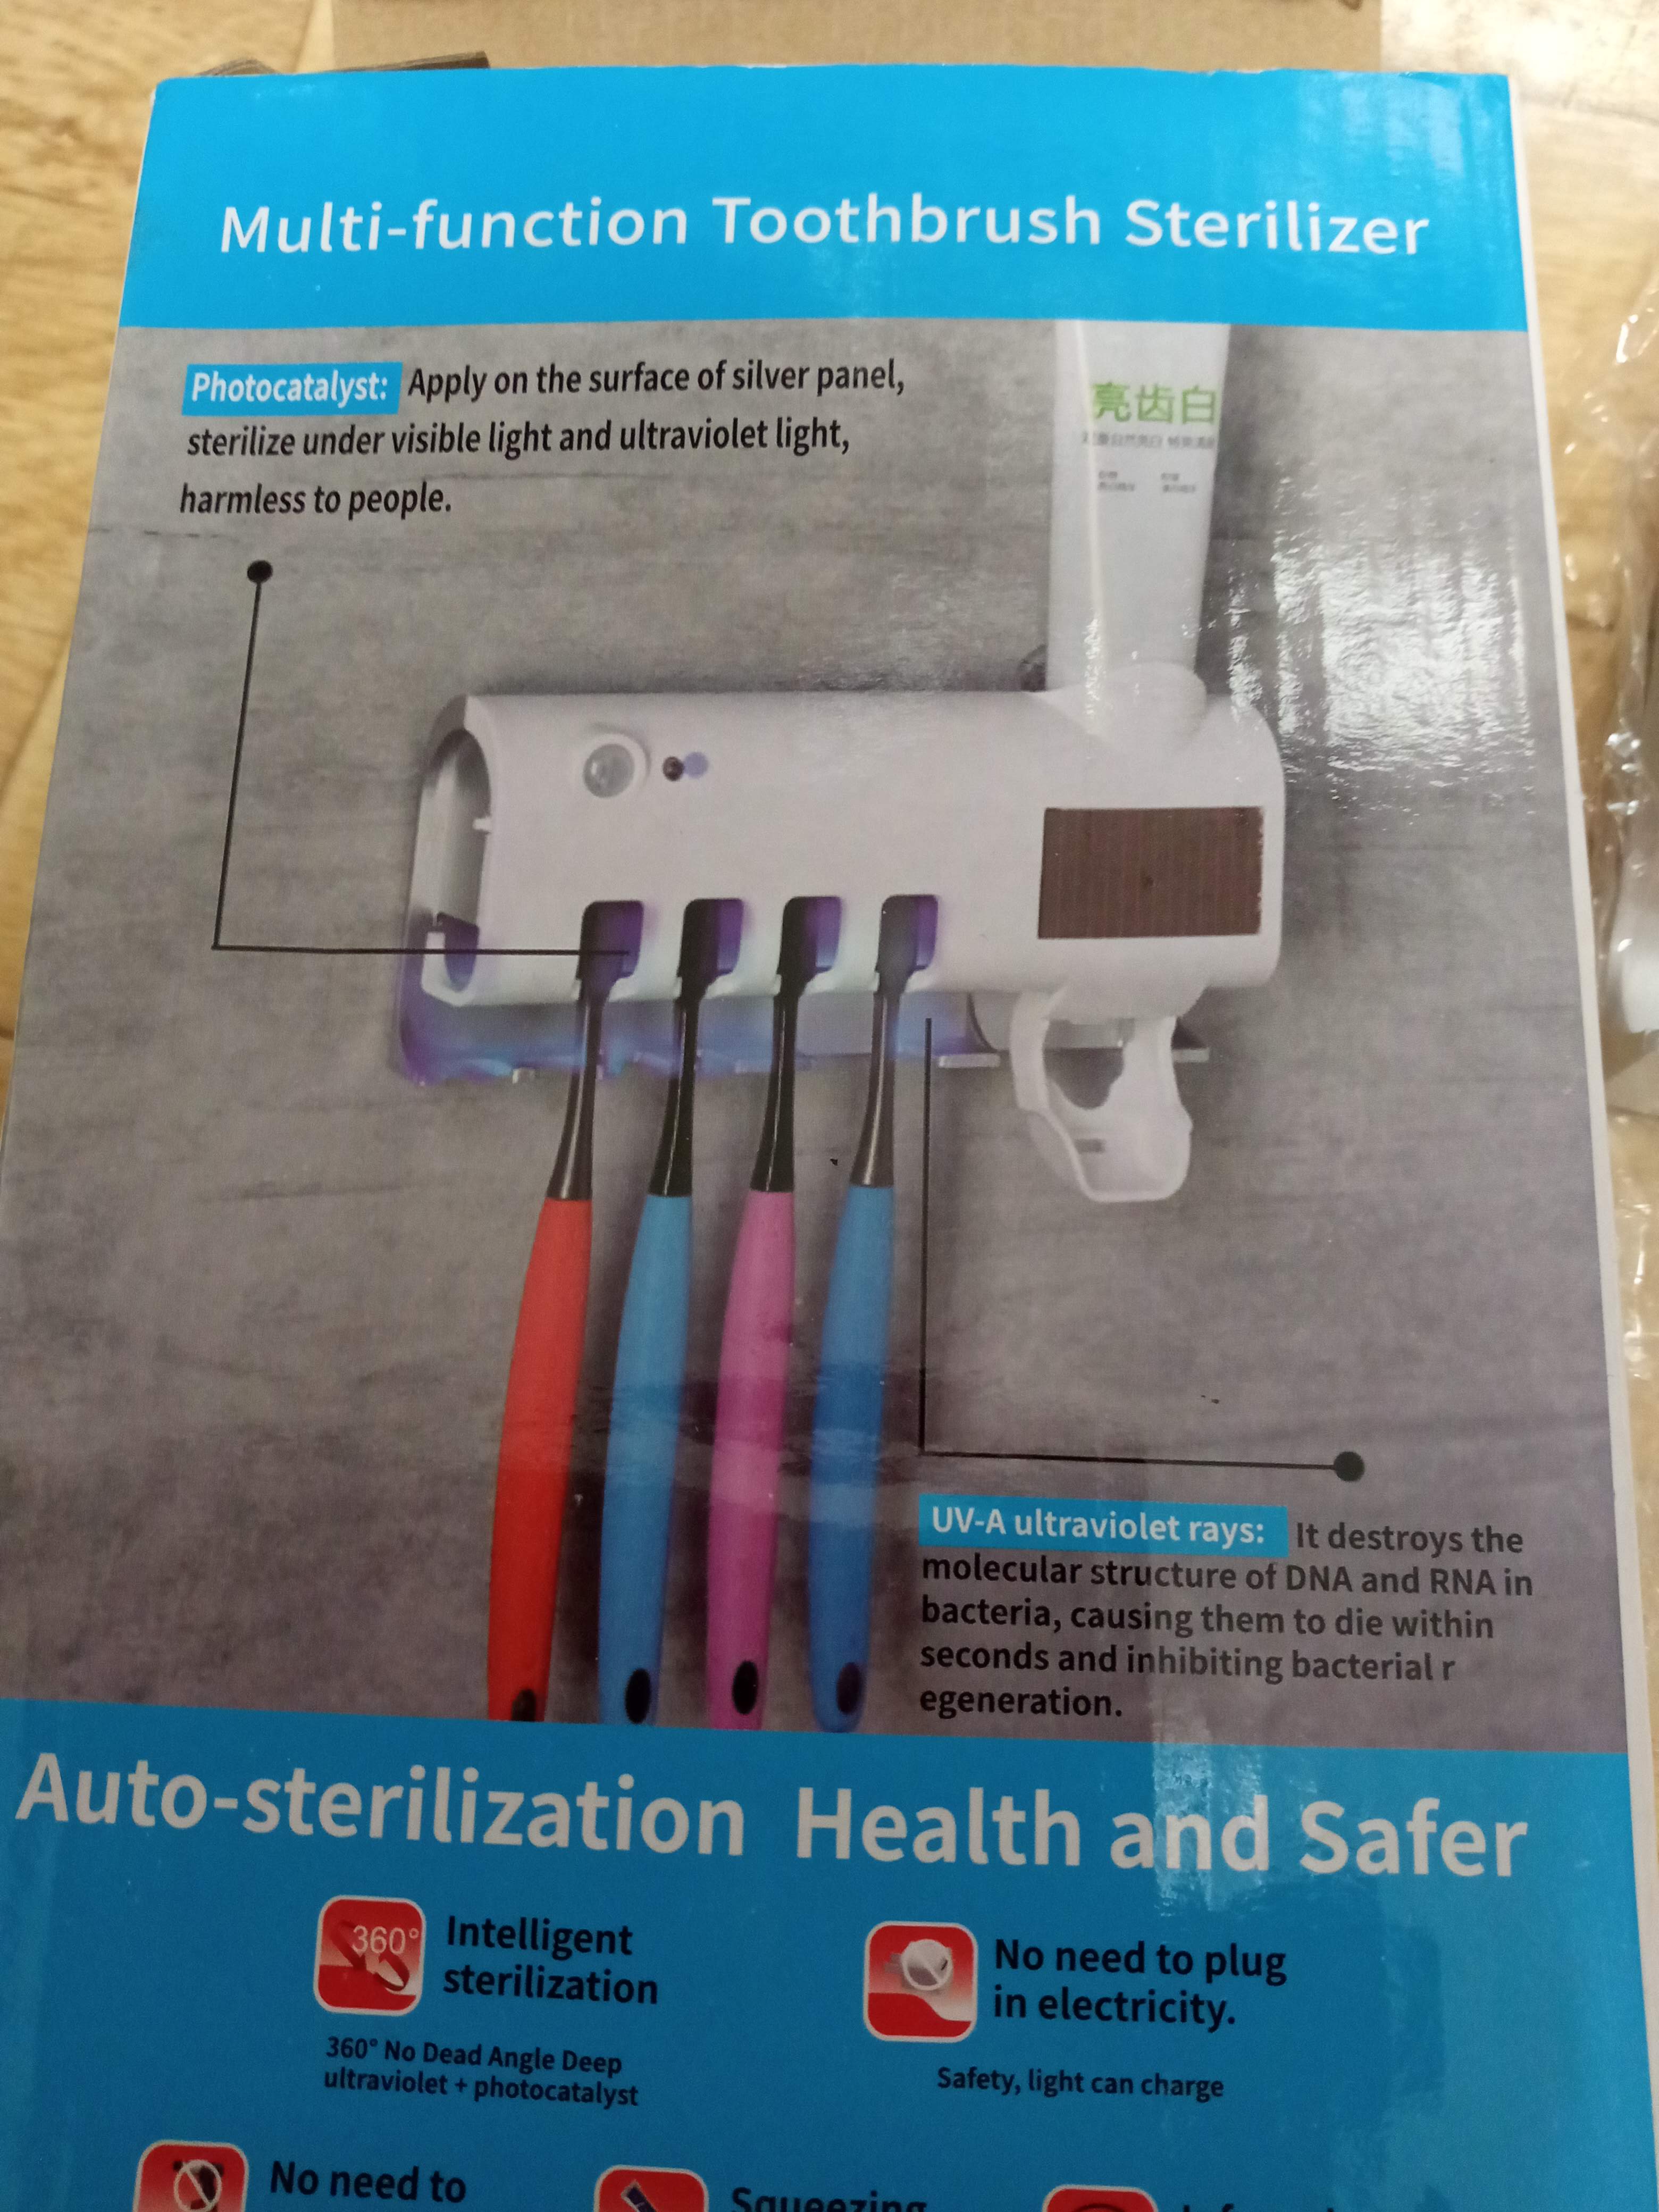 Multi-function Toothbrush Sterilizer
Photocatalyst: Apply on the surface of silver panel,
sterilize under visible light and ultraviolet light,
harmless to people.
亮齿白
UV-A ultraviolet rays: It destroys the
molecular structure of DNA and RNA in
bacteria, causing them to die within
seconds and inhibiting bacterial r
egeneration.
Auto-sterilization Health and Safer
360°
Intelligent
sterilization
360° No Dead Angle Deep
ultraviolet + photocatalyst
No need to plug
in electricity.
Safety, light can charge
No need to
Squeezing